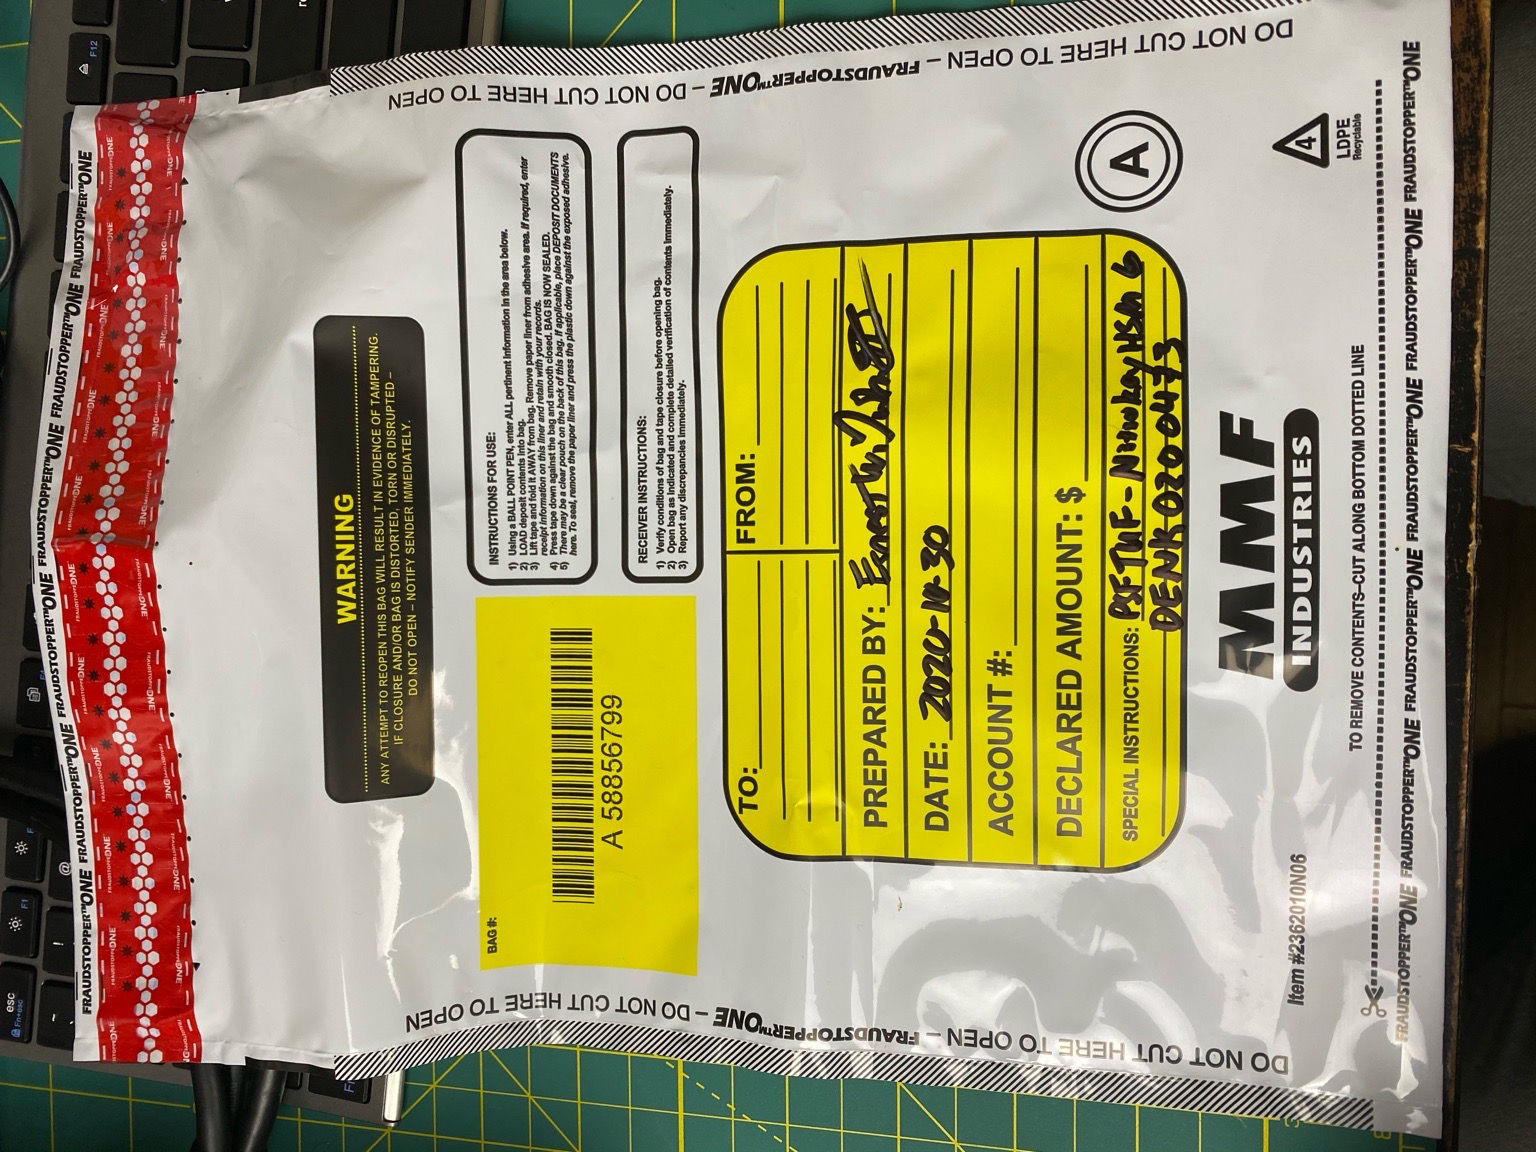 esc
Fn+esc
F1
F12
FRAUDSTOPPER™ONE FRAUDSTOPPER™ONE FRAUDSTOPPER™ONE FRAUDSTOPPER™ONE FRAUDSTOPPER™ONE FRAUDSTOPPER™ONE
WARNING
ANY ATTEMPT TO REOPEN THIS BAG WILL RESULT IN EVIDENCE OF TAMPERING.
IF CLOSURE AND/OR BAG IS DISTORTED, TORN OR DISRUPTED –
DO NOT OPEN – NOTIFY SENDER IMMEDIATELY.
BAG #:
A 58856799
INSTRUCTIONS FOR USE:
1) Using a BALL POINT PEN, enter ALL pertinent information in the area below.
2) LOAD deposit contents into bag.
3) Lift tape and fold it AWAY from bag. Remove paper liner from adhesive area. If required, enter
receipt information on this liner and retain with your records.
4) Press tape down against the bag and smooth closed. BAG IS NOW SEALED.
5) There may be a clear pouch on the back of this bag. If applicable, place DEPOSIT DOCUMENTS
here. To seal, remove the paper liner and press the plastic down against the exposed adhesive.
RECEIVER INSTRUCTIONS:
1) Verify conditions of bag and tape closure before opening bag.
2) Open bag as indicated and complete detailed verification of contents immediately.
3) Report any discrepancies immediately.
TO:
FROM:
PREPARED BY: Ernest W.
DATE: 2020-10-30
ACCOUNT #:
DECLARED AMOUNT: $
SPECIAL INSTRUCTIONS: PSF TUF - Nitrokey HSM 6
DENK0200473
A
MMF
INDUSTRIES
Item #2362010N06
4
LDPE
Recyclable
TO REMOVE CONTENTS–CUT ALONG BOTTOM DOTTED LINE
FRAUDSTOPPER™ONE FRAUDSTOPPER™ONE FRAUDSTOPPER™ONE FRAUDSTOPPER™ONE FRAUDSTOPPER™ONE FRAUDSTOPPER™ONE
DO NOT CUT HERE TO OPEN – FRAUDSTOPPER™ONE – DO NOT CUT HERE TO OPEN
DO NOT CUT HERE TO OPEN – FRAUDSTOPPER™ONE – DO NOT CUT HERE TO OPEN